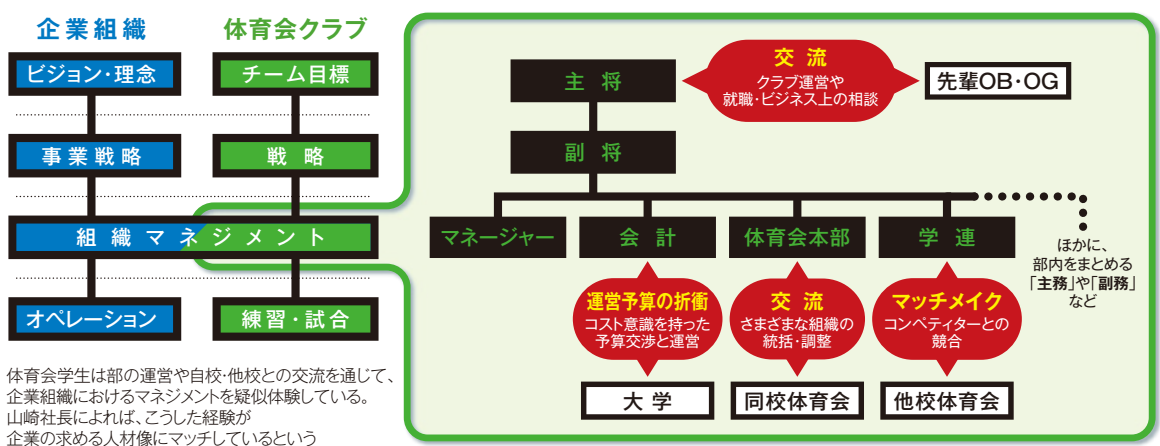 企業組織
体育会クラブ
ビジョン・理念
チーム目標
事業戦略
戦略
組織マネジメント
オペレーション
練習・試合
体育会学生は部の運営や自校・他校との交流を通じて、
企業組織におけるマネジメントを疑似体験している。
山崎社長によれば、こうした経験が
企業の求める人材像にマッチしているという
主将
交流
クラブ運営や
就職・ビジネス上の相談
先輩OB・OG
副将
マネージャー
会計
体育会本部
学連
ほかに、
部内をまとめる
「主務」や「副務」
など
運営予算の折衝
コスト意識を持った
予算交渉と運営
交流
さまざまな組織の
統括・調整
マッチメイク
コンペティターとの
競合
大学
同校体育会
他校体育会